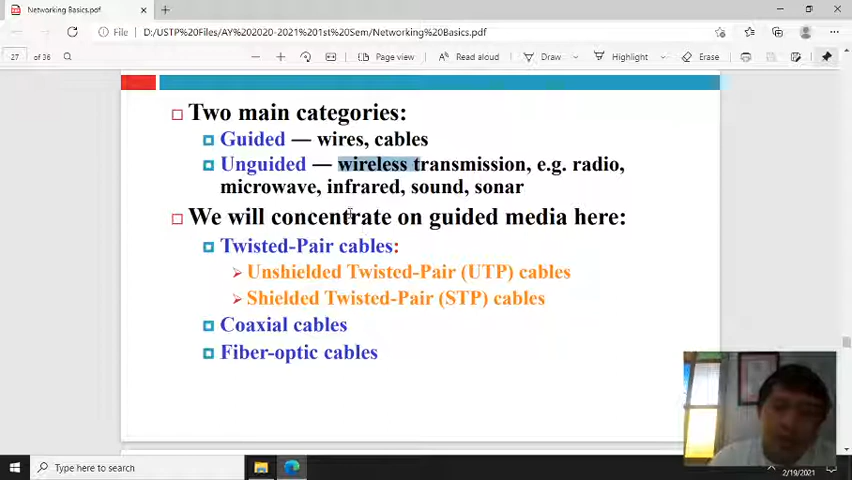 Networking Basics.pdf
File
D:/USTP%20Files/AY%202020-2021%201st%20Sem/Networking%20Basics.pdf
27 of 36
Page view
Read aloud
Draw
Highlight
Erase
Two main categories:
Guided — wires, cables
Unguided — wireless transmission, e.g. radio,
microwave, infrared, sound, sonar
We will concentrate on guided media here:
Twisted-Pair cables:
Unshielded Twisted-Pair (UTP) cables
Shielded Twisted-Pair (STP) cables
Coaxial cables
Fiber-optic cables
Type here to search
2/19/2021